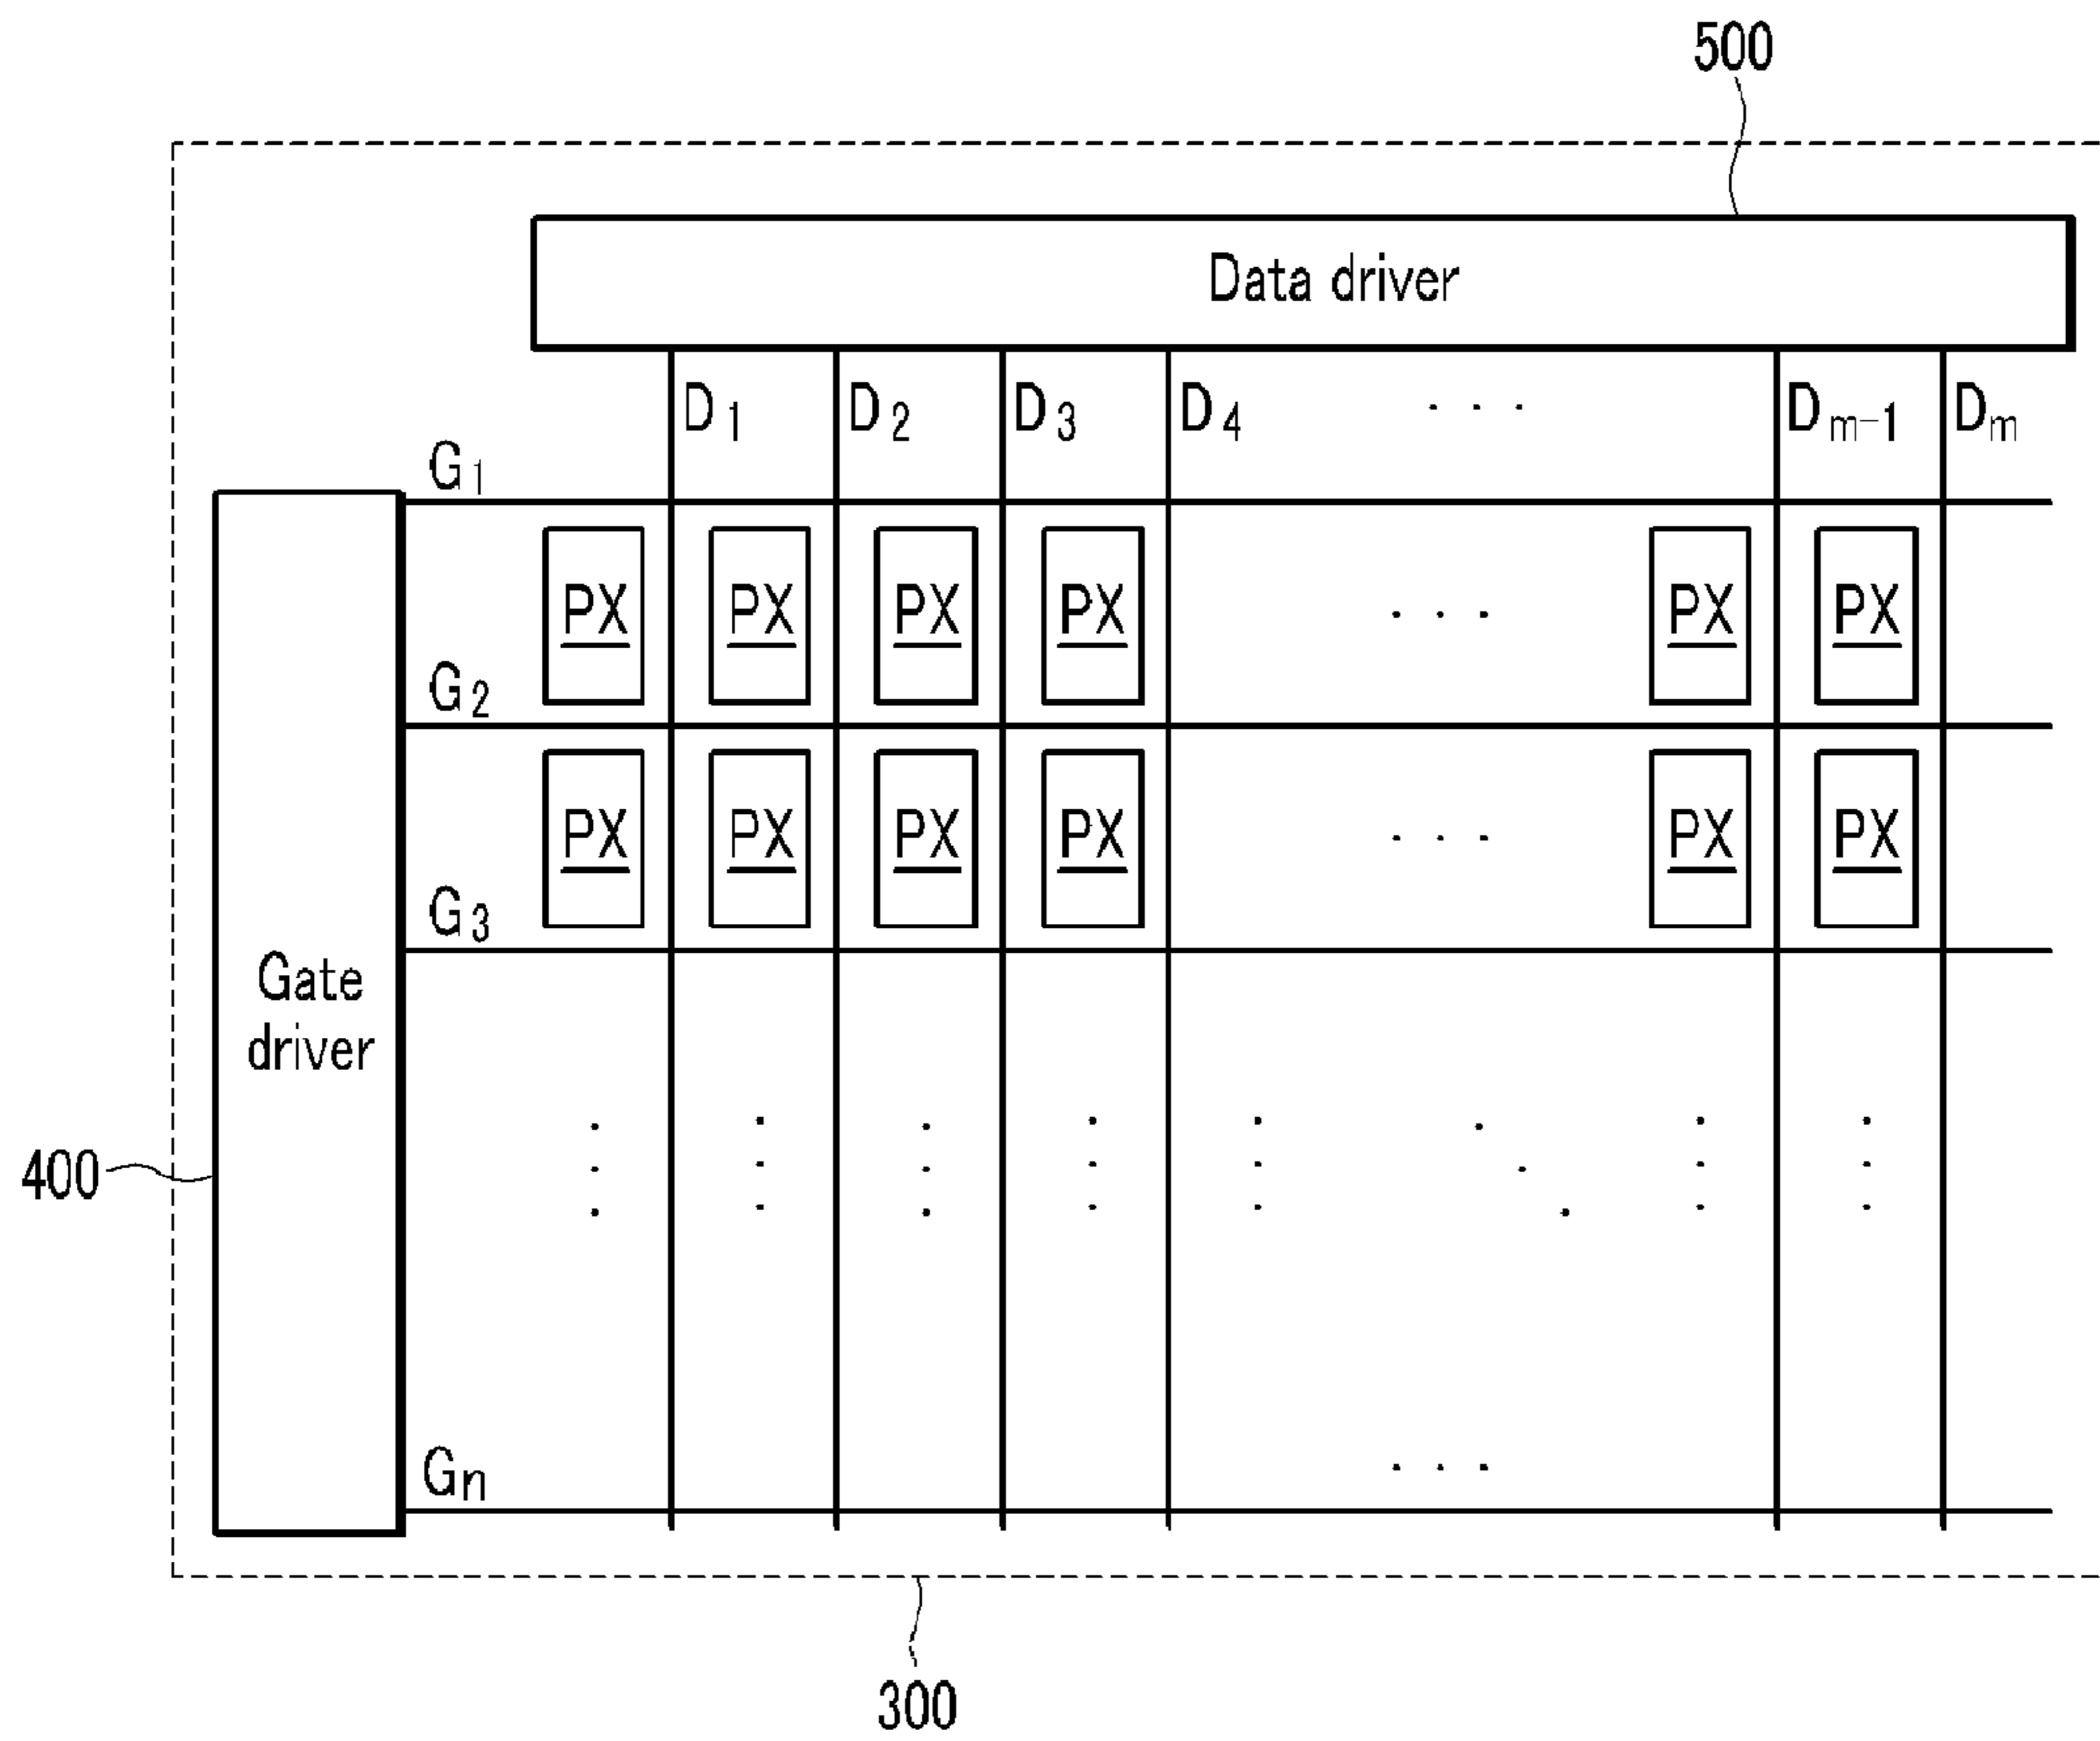 500
Data driver
D1 D2 D3 D4 . . . Dm-1 Dm
G1
PX PX PX PX . . . PX PX
G2
PX PX PX PX . . . PX PX
G3
Gate
driver
400
Gn
300